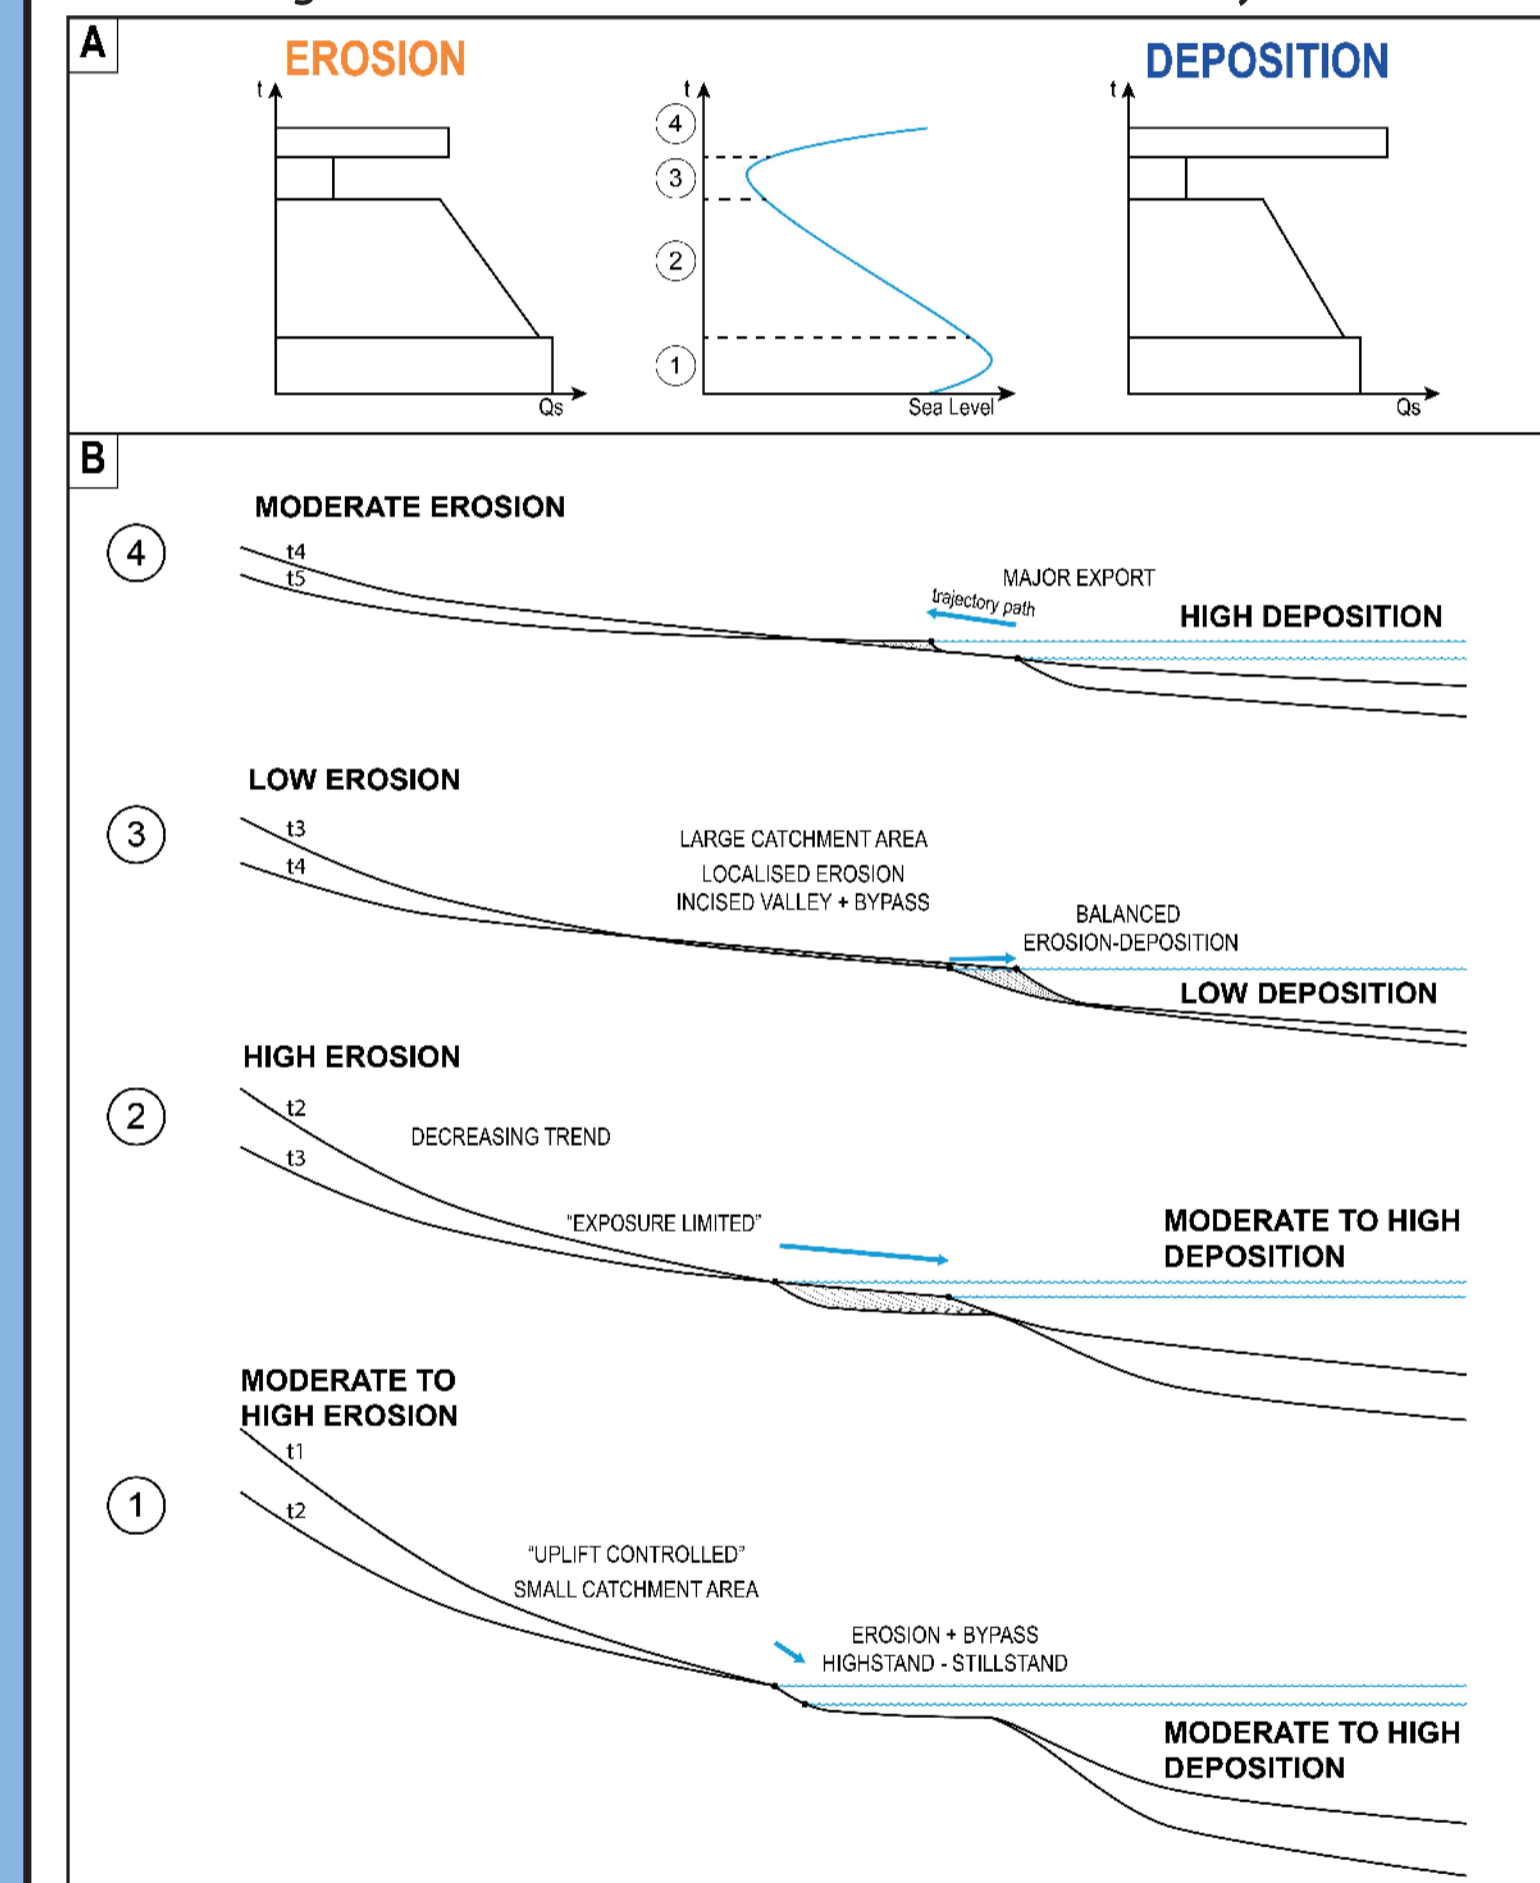 A
EROSION
DEPOSITION
t
t
t
4
3
2
1
Qs
Sea Level
Qs
B
MODERATE EROSION
4
t4
t5
MAJOR EXPORT
trajectory path
HIGH DEPOSITION
LOW EROSION
3
t3
t4
LARGE CATCHMENT AREA
LOCALISED EROSION
INCISED VALLEY + BYPASS
BALANCED
EROSION-DEPOSITION
LOW DEPOSITION
HIGH EROSION
2
t2
t3
DECREASING TREND
"EXPOSURE LIMITED"
MODERATE TO HIGH
DEPOSITION
MODERATE TO
HIGH EROSION
1
t1
t2
"UPLIFT CONTROLLED"
SMALL CATCHMENT AREA
EROSION + BYPASS
HIGHSTAND - STILLSTAND
MODERATE TO HIGH
DEPOSITION